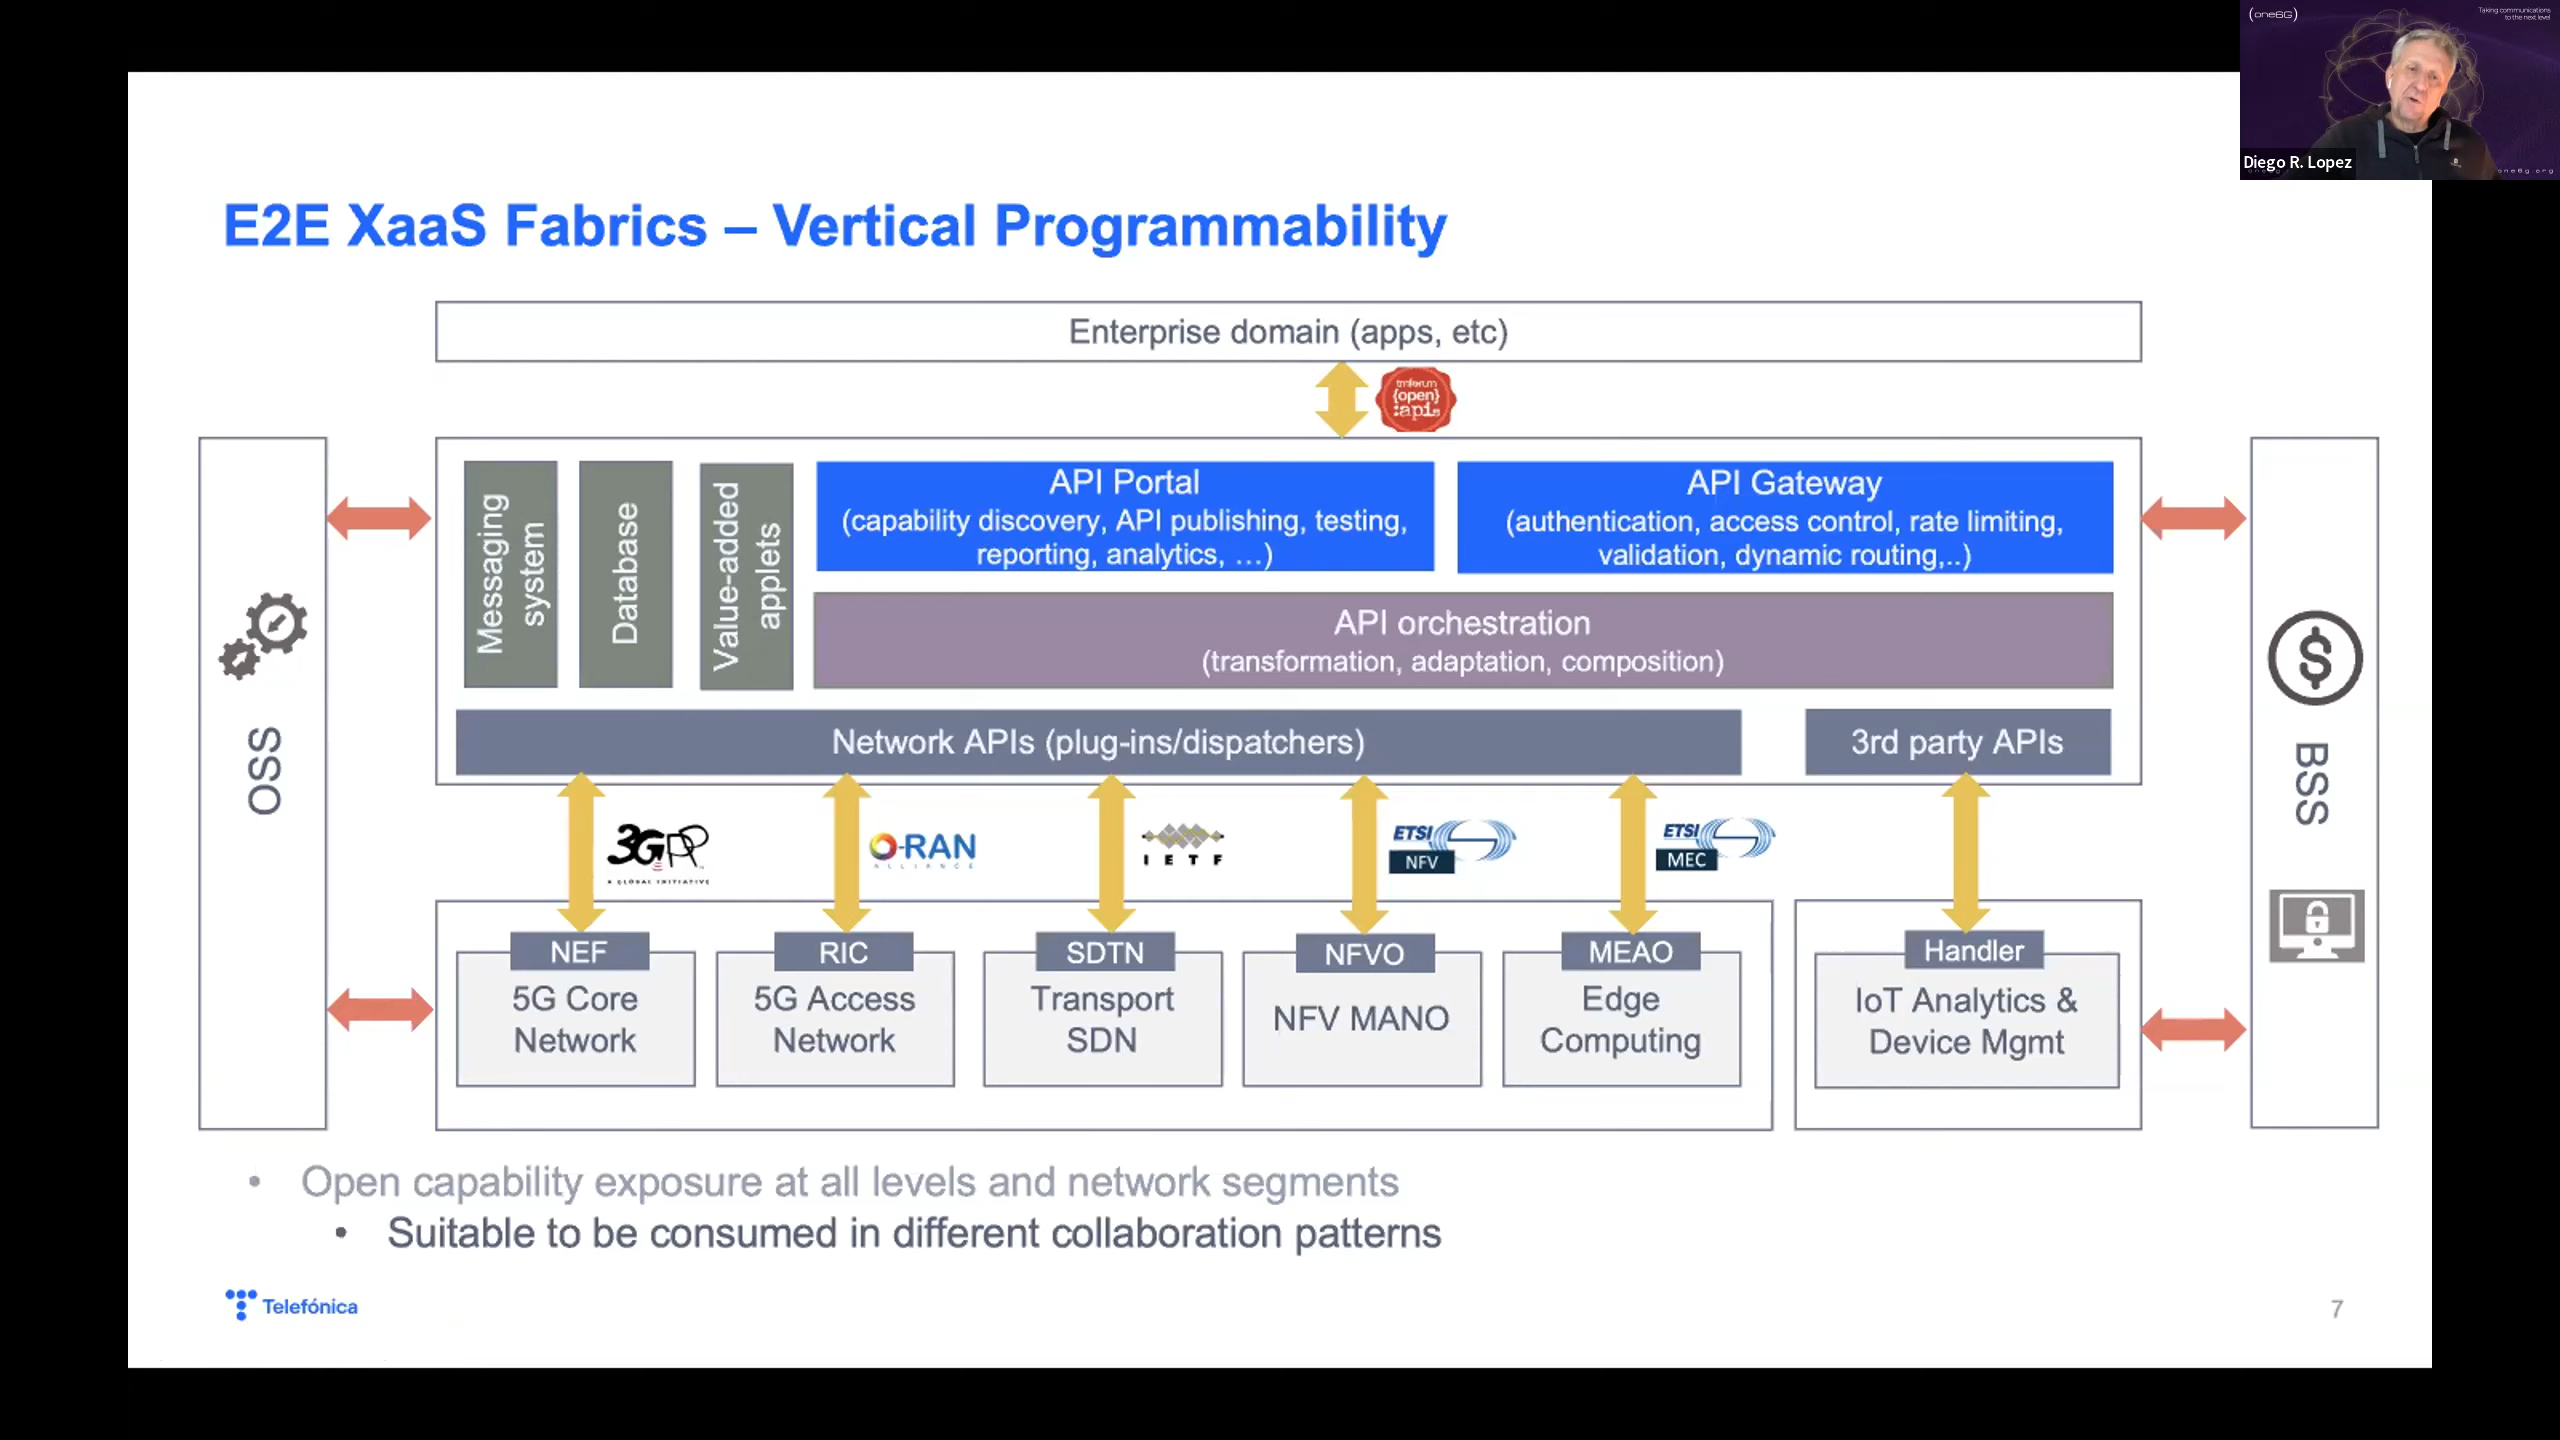 (one6G)
Taking communications
to the next level
Diego R. Lopez
one6g.org
E2E XaaS Fabrics – Vertical Programmability
Enterprise domain (apps, etc)
tmforum
{open}
:apis
OSS
Messaging
system
Database
Value-added
applets
API Portal
(capability discovery, API publishing, testing,
reporting, analytics, …)
API Gateway
(authentication, access control, rate limiting,
validation, dynamic routing,..)
API orchestration
(transformation, adaptation, composition)
Network APIs (plug-ins/dispatchers)
3rd party APIs
BSS
3GPP
A GLOBAL INITIATIVE
O-RAN
ALLIANCE
IETF
ETSI
NFV
ETSI
MEC
NEF
5G Core
Network
RIC
5G Access
Network
SDTN
Transport
SDN
NFVO
NFV MANO
MEAO
Edge
Computing
Handler
IoT Analytics &
Device Mgmt
• Open capability exposure at all levels and network segments
• Suitable to be consumed in different collaboration patterns
Telefónica
7